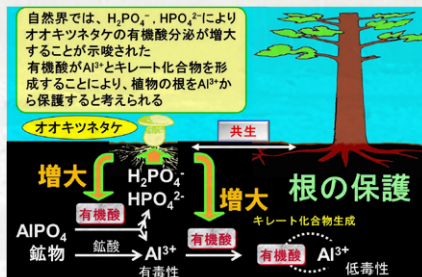 自然界では、H₂PO₄⁻, HPO₄²⁻により
オオキツネタケの有機酸分泌が増大
することが示唆された
有機酸がAl³⁺とキレート化合物を形
成することにより、植物の根をAl³⁺か
ら保護すると考えられる
オオキツネタケ
共生
増大
H₂PO₄⁻
HPO₄²⁻
増大
根の保護
有機酸
キレート化合物生成
AlPO₄
鉱物
鉱酸
Al³⁺
有毒性
有機酸
有機酸
Al³⁺
低毒性